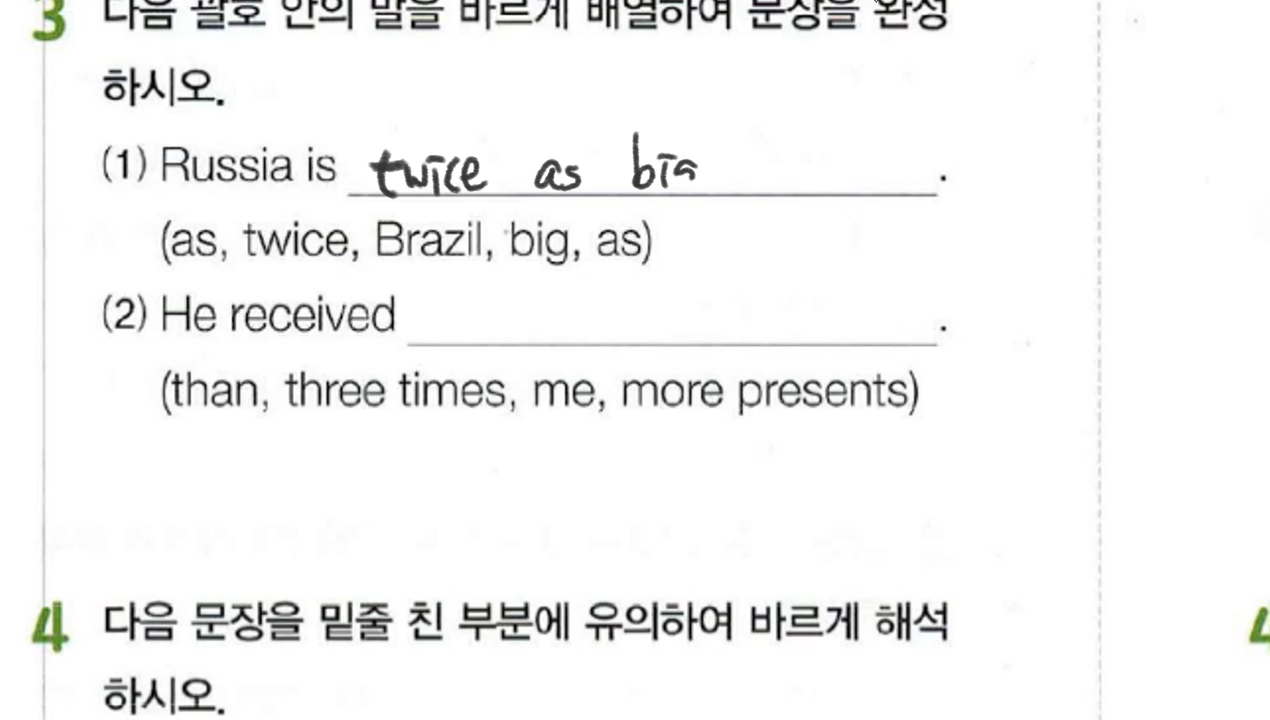 3 다음 괄호 안의 말을 바르게 배열하여 문장을 완성
하시오.
(1) Russia is twice as big .
(as, twice, Brazil, big, as)
(2) He received .
(than, three times, me, more presents)
4 다음 문장을 밑줄 친 부분에 유의하여 바르게 해석
하시오.